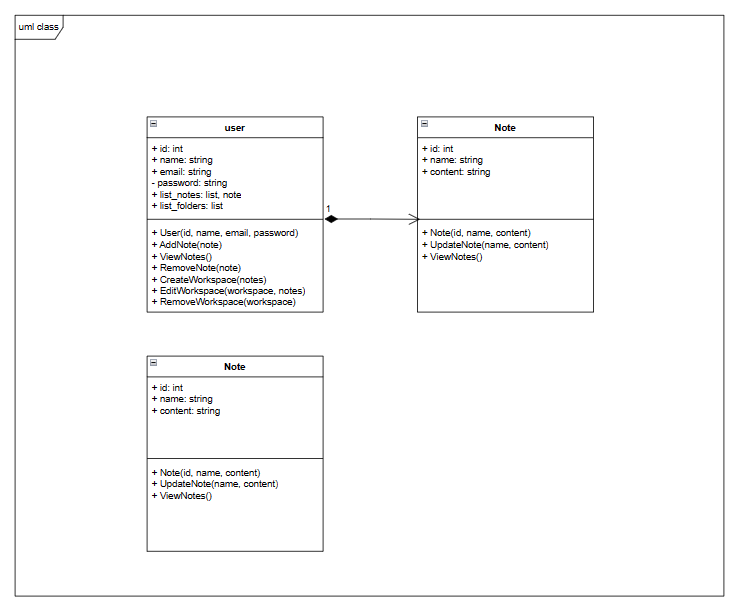 uml class
user
+ id: int
+ name: string
+ email: string
- password: string
+ list_notes: list, note
+ list_folders: list
+ User(id, name, email, password)
+ AddNote(note)
+ ViewNotes()
+ RemoveNote(note)
+ CreateWorkspace(notes)
+ EditWorkspace(workspace, notes)
+ RemoveWorkspace(workspace)
1
Note
+ id: int
+ name: string
+ content: string
+ Note(id, name, content)
+ UpdateNote(name, content)
+ ViewNotes()
Note
+ id: int
+ name: string
+ content: string
+ Note(id, name, content)
+ UpdateNote(name, content)
+ ViewNotes()